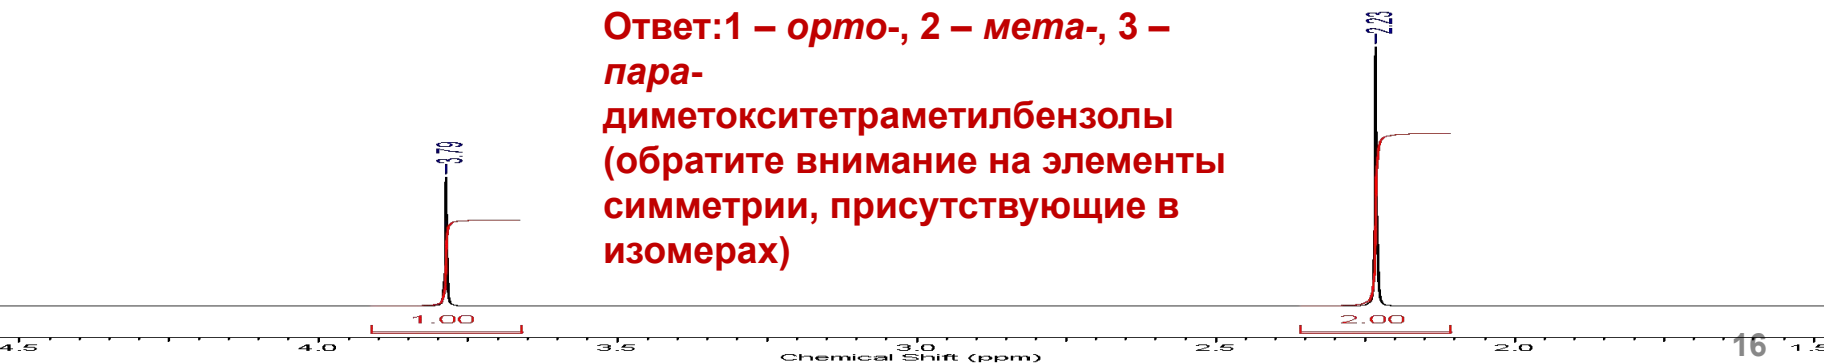 Ответ:1 – орто-, 2 – мета-, 3 –
пара-
диметокситетраметилбензолы
(обратите внимание на элементы
симметрии, присутствующие в
изомерах)
3.79
2.23
1.00
2.00
4.5 4.0 3.5 3.0 2.5 2.0 1.5
Chemical Shift (ppm)
16